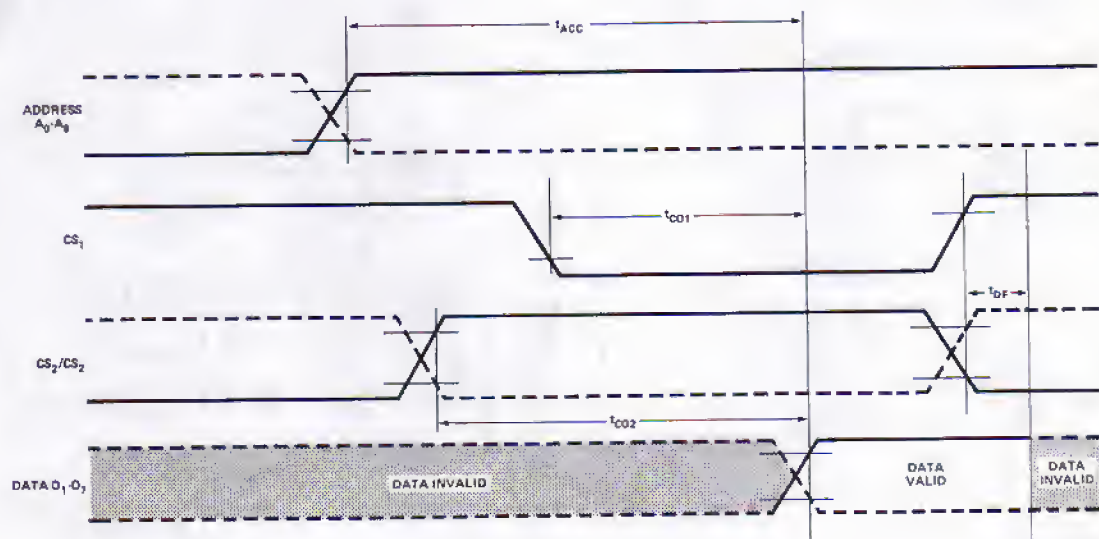 tACC
ADDRESS
A0-A9
tCO1
CS1
tDF
CS2/CS2
tCO2
DATA O1-O7
DATA INVALID
DATA
VALID
DATA
INVALID